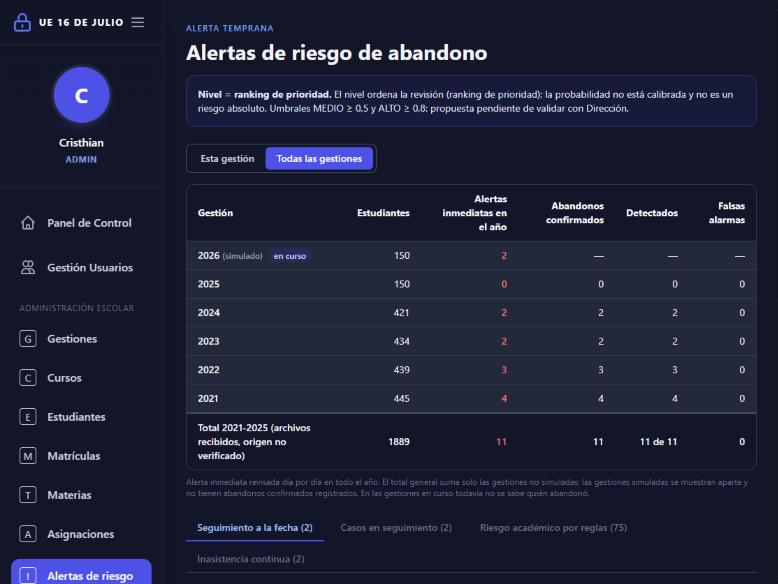 UE 16 DE JULIO
C
Cristhian
ADMIN
Panel de Control
Gestión Usuarios
ADMINISTRACIÓN ESCOLAR
G Gestiones
C Cursos
E Estudiantes
M Matrículas
T Materias
A Asignaciones
! Alertas de riesgo
ALERTA TEMPRANA
Alertas de riesgo de abandono
Nivel = ranking de prioridad. El nivel ordena la revisión (ranking de prioridad); la probabilidad no está calibrada y no es un
riesgo absoluto. Umbrales MEDIO ≥ 0,5 y ALTO ≥ 0,8: propuesta pendiente de validar con Dirección.
Esta gestión Todas las gestiones
Gestión Estudiantes Alertas inmediatas en el año Abandonos confirmados Detectados Falsas alarmas
2026 (simulado) en curso 150 2 — — —
2025 150 0 0 0 0
2024 421 2 2 2 0
2023 434 2 2 2 0
2022 439 3 3 3 0
2021 445 4 4 4 0
Total 2021-2025 (archivos recibidos, origen no verificado) 1889 11 11 11 de 11 0
Alerta inmediata revisada día por día en todo el año. El total general suma solo las gestiones no simuladas; las gestiones simuladas se muestran aparte y
no tienen abandonos confirmados registrados. En las gestiones en curso todavía no se sabe quién abandonó.
Seguimiento a la fecha (2) Casos en seguimiento (2) Riesgo académico por reglas (75)
Inasistencia continua (2)